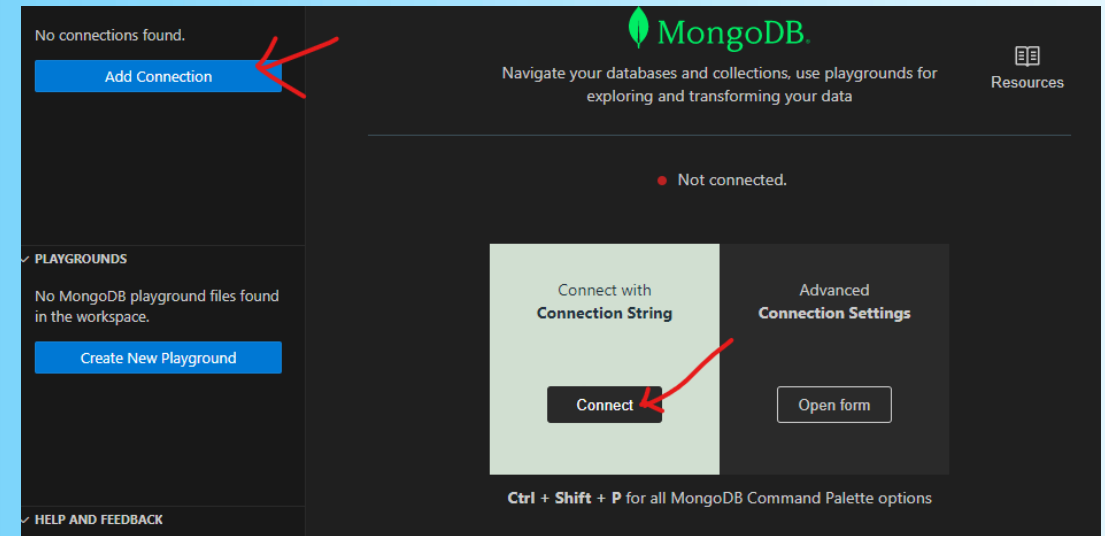 No connections found.
Add Connection
PLAYGROUNDS
No MongoDB playground files found
in the workspace.
Create New Playground
HELP AND FEEDBACK
MongoDB.
Navigate your databases and collections, use playgrounds for
exploring and transforming your data
Resources
Not connected.
Connect with
Connection String
Connect
Advanced
Connection Settings
Open form
Ctrl + Shift + P for all MongoDB Command Palette options